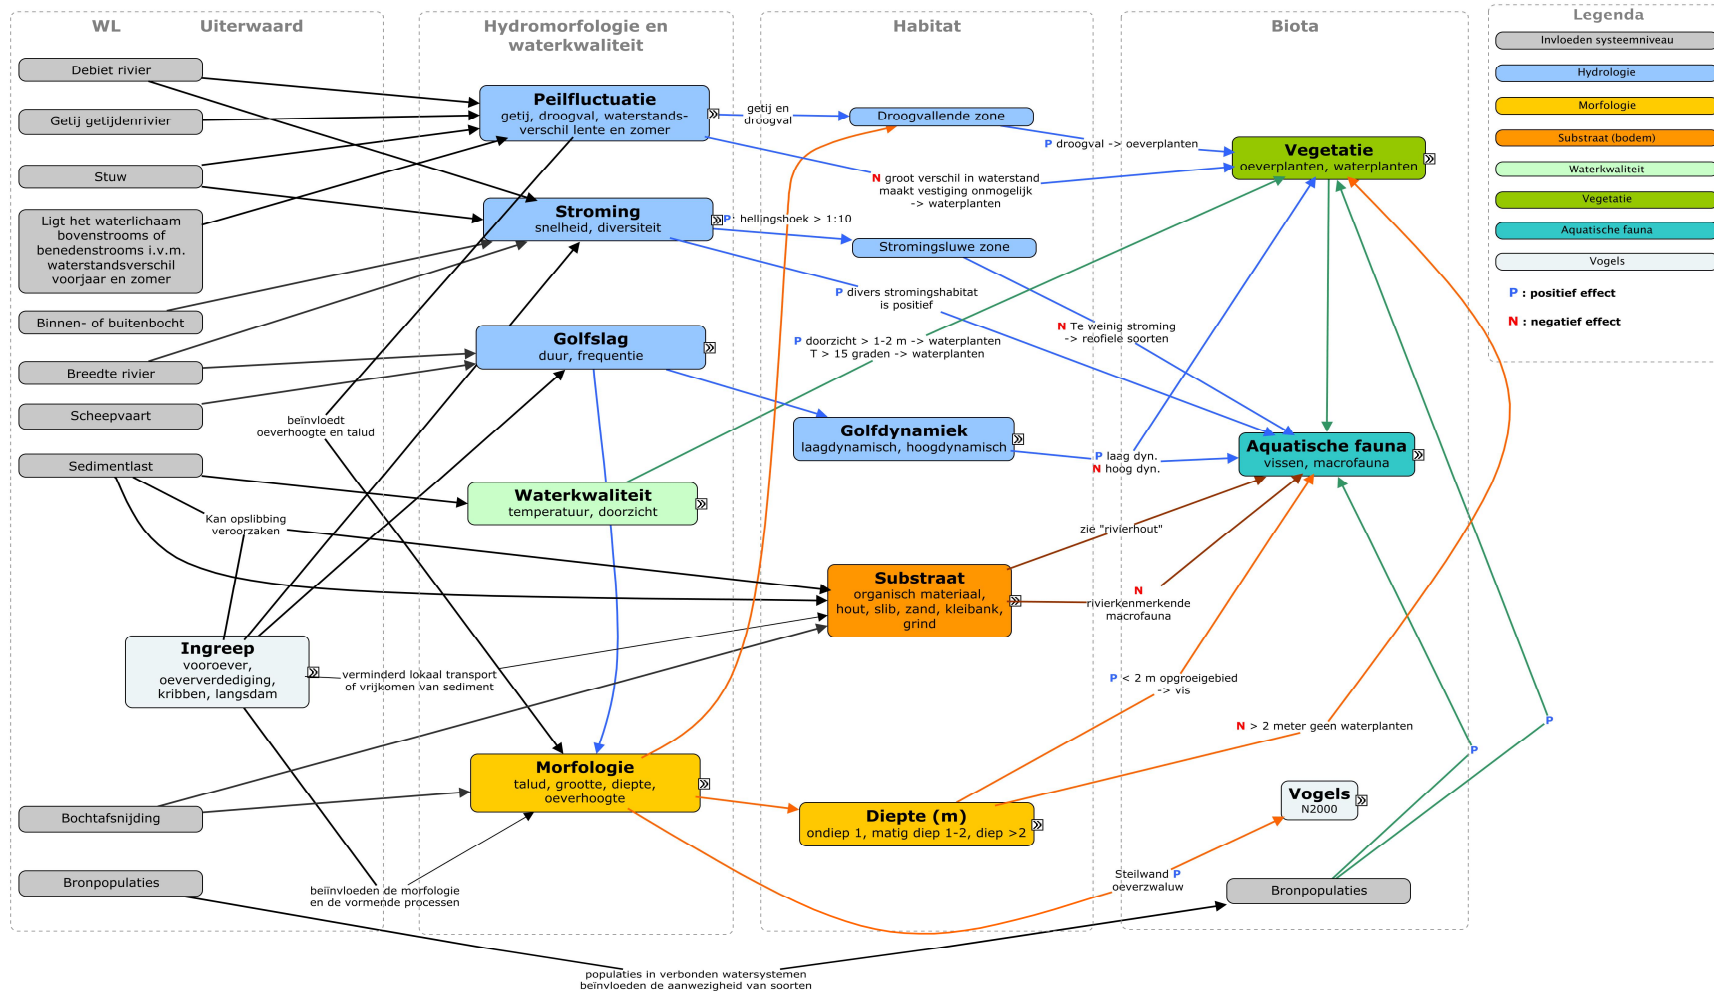 WL
Uiterwaard
Debiet rivier
Getij getijdenrivier
Stuw
Ligt het waterlichaam
bovenstrooms of
benedenstrooms i.v.m.
waterstandsverschil
voorjaar en zomer
Binnen- of buitenbocht
Breedte rivier
Scheepvaart
Sedimentlast
Kan opslibbing
veroorzaken
Ingreep
vooroever,
oeververdediging,
kribben, langsdam
Bochtafsnijding
Bronpopulaties
beïnvloedt
oeverhoogte en talud
verminderd lokaal transport
of vrijkomen van sediment
beïnvloeden de morfologie
en de vormende processen
populaties in verbonden watersystemen
beïnvloeden de aanwezigheid van soorten
Hydromorfologie en
waterkwaliteit
Peilfluctuatie
getij, droogval, waterstands-
verschil lente en zomer
Stroming
snelheid, diversiteit
Golfslag
duur, frequentie
Waterkwaliteit
temperatuur, doorzicht
Morfologie
talud, grootte, diepte,
oeverhoogte
getij en
droogval
P: hellingshoek > 1:10
Habitat
Droogvallende zone
N groot verschil in waterstand
maakt vestiging onmogelijk
-> waterplanten
Stromingsluwe zone
P divers stromingshabitat
is positief
P doorzicht > 1-2 m -> waterplanten
T > 15 graden -> waterplanten
Golfdynamiek
laagdynamisch, hoogdynamisch
Substraat
organisch materiaal,
hout, slib, zand, kleibank,
grind
Diepte (m)
ondiep 1, matig diep 1-2, diep >2
P droogval -> oeverplanten
N Te weinig stroming
-> reofiele soorten
P laag dyn.
N hoog dyn.
zie "rivierhout"
N
rivierkenmerkende
macrofauna
P < 2 m opgroeigebied
-> vis
N > 2 meter geen waterplanten
Steilwand P
oeverzwaluw
Biota
Vegetatie
oeverplanten, waterplanten
Aquatische fauna
vissen, macrofauna
Vogels
N2000
Bronpopulaties
P
P
Legenda
Invloeden systeemniveau
Hydrologie
Morfologie
Substraat (bodem)
Waterkwaliteit
Vegetatie
Aquatische fauna
Vogels
P : positief effect
N : negatief effect